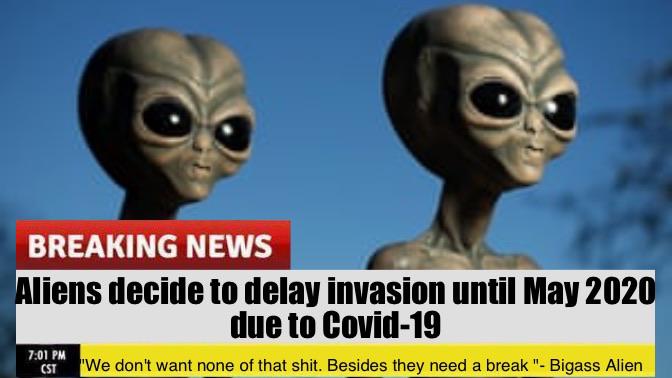 BREAKING NEWS
Aliens decide to delay invasion until May 2020
due to Covid-19
7:01 PM
CST
"We don't want none of that shit. Besides they need a break "- Bigass Alien